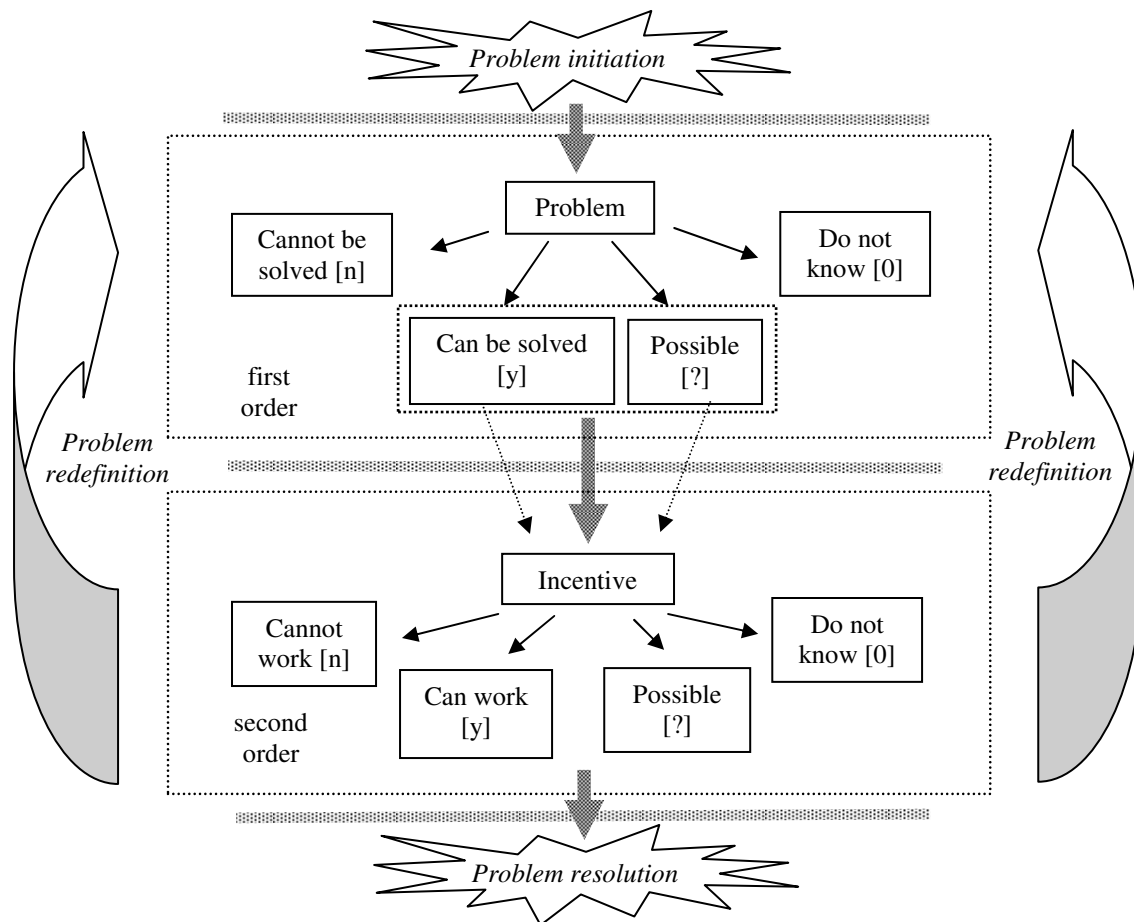 Problem initiation
Problem
Cannot be
solved [n]
Do not
know [0]
Can be solved
[y]
Possible
[?]
first
order
Problem
redefinition
Problem
redefinition
Incentive
Cannot
work [n]
Do not
know [0]
Can work
[y]
Possible
[?]
second
order
Problem resolution